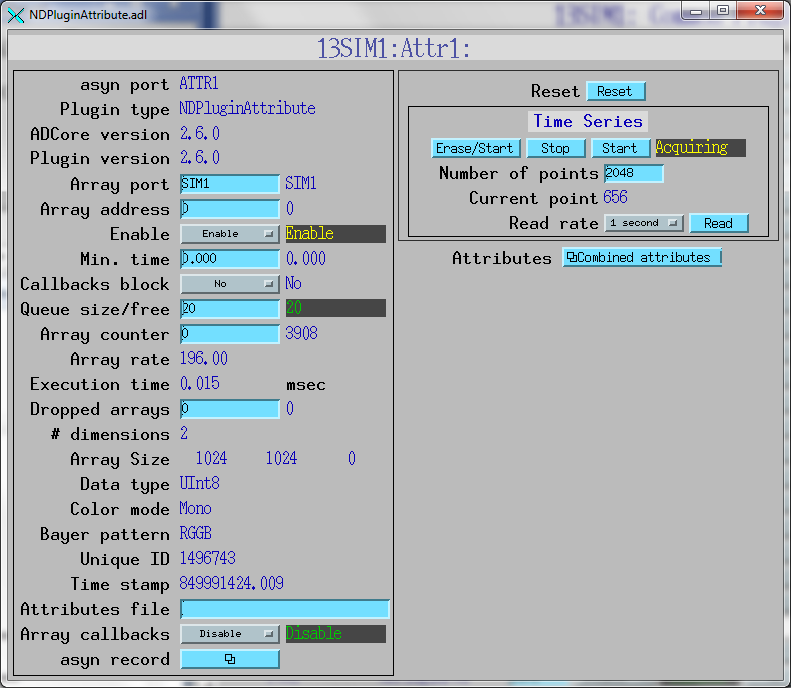 NDPluginAttribute.adl
13SIM1:Attr1:
asyn port ATTR1
Plugin type NDPluginAttribute
ADCore version 2.6.0
Plugin version 2.6.0
Array port SIM1 SIM1
Array address 0 0
Enable Enable Enable
Min. time 0.000 0.000
Callbacks block No No
Queue size/free 20 20
Array counter 0 3908
Array rate 196.00
Execution time 0.015 msec
Dropped arrays 0 0
# dimensions 2
Array Size 1024 1024 0
Data type UInt8
Color mode Mono
Bayer pattern RGGB
Unique ID 1496743
Time stamp 849991424.009
Attributes file
Array callbacks Disable Disable
asyn record
Reset Reset
Time Series
Erase/Start Stop Start Acquiring
Number of points 2048
Current point 656
Read rate 1 second Read
Attributes Combined attributes